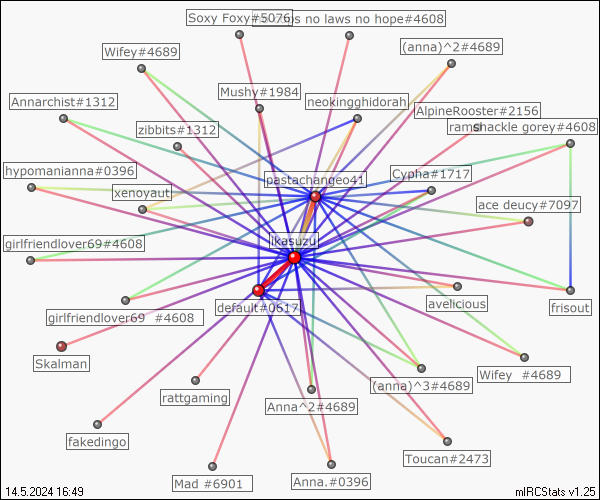 Soxy Foxy#5076
no laws no hope#4608
Wifey#4689
(anna)^2#4689
Mushy#1984
Annarchist#1312
neokingghidorah
AlpineRooster#2156
zibbits#1312
shackle gorey#4608
hypomanianna#0396
pastachangeo41
Cypha#1717
xenoyaut
ace deucy#7097
girlfriendlover69#4608
ikasuzu
avelicious
frisout
girlfriendlover69 #4608
default#0617
Skalman
Wifey #4689
rattgaming
(anna)^3#4689
Anna^2#4689
fakedingo
Toucan#2473
Mad #6901
Anna.#0396
14.5.2024 16:49
mIRCStats v1.25